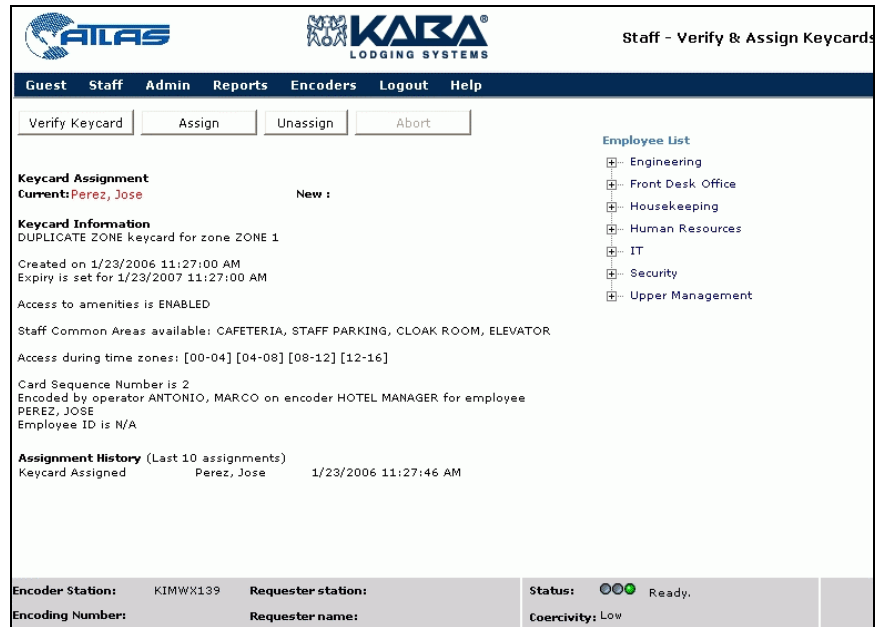 ATLAS
KABA®
LODGING SYSTEMS
Staff - Verify & Assign Keycards
Guest Staff Admin Reports Encoders Logout Help
Verify Keycard Assign Unassign Abort
Employee List
Engineering
Front Desk Office
Housekeeping
Human Resources
IT
Security
Upper Management
Keycard Assignment
Current: Perez, Jose New :
Keycard Information
DUPLICATE ZONE keycard for zone ZONE 1
Created on 1/23/2006 11:27:00 AM
Expiry is set for 1/23/2007 11:27:00 AM
Access to amenities is ENABLED
Staff Common Areas available: CAFETERIA, STAFF PARKING, CLOAK ROOM, ELEVATOR
Access during time zones: [00-04] [04-08] [08-12] [12-16]
Card Sequence Number is 2
Encoded by operator ANTONIO, MARCO on encoder HOTEL MANAGER for employee
PEREZ, JOSE
Employee ID is N/A
Assignment History (Last 10 assignments)
Keycard Assigned Perez, Jose 1/23/2006 11:27:46 AM
Encoder Station: KIMWX139 Requester station: Status: Ready.
Encoding Number: Requester name: Coercivity: Low